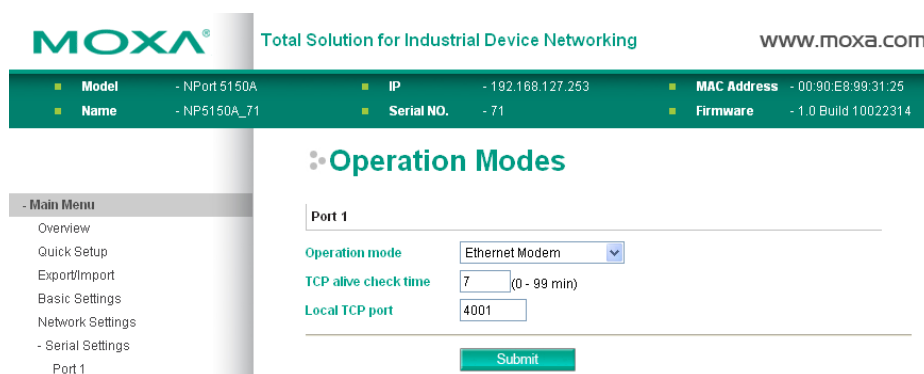 MOXA®
Total Solution for Industrial Device Networking
www.moxa.com
Model - NPort 5150A IP - 192.168.127.253 MAC Address - 00:90:E8:99:31:25
Name - NP5150A_71 Serial NO. - 71 Firmware - 1.0 Build 10022314
Operation Modes
- Main Menu
Overview
Quick Setup
Export/Import
Basic Settings
Network Settings
- Serial Settings
Port 1
Port 1
Operation mode Ethernet Modem
TCP alive check time 7 (0 - 99 min)
Local TCP port 4001
Submit